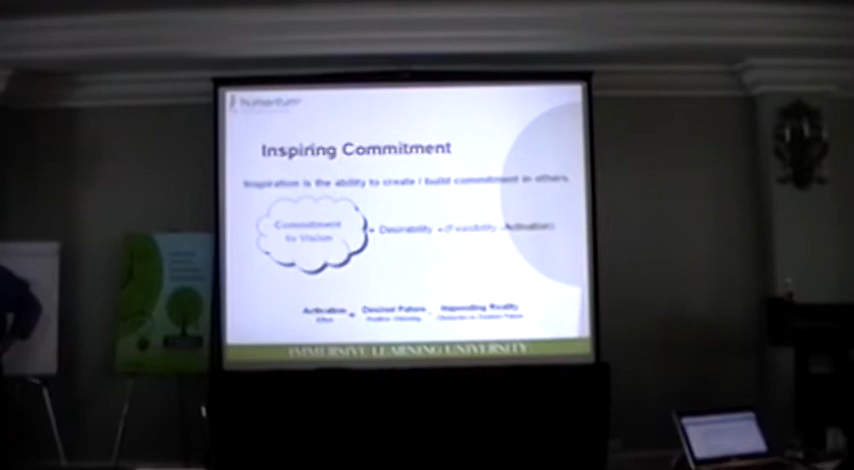 humentum
Inspiring Commitment
Inspiration is the ability to create / build commitment in others.
Commitment
to Vision
Desirability
Feasibility
Activation
Activation
Desired Future
Impending Reality
IMMERSIVE LEARNING UNIVERSITY